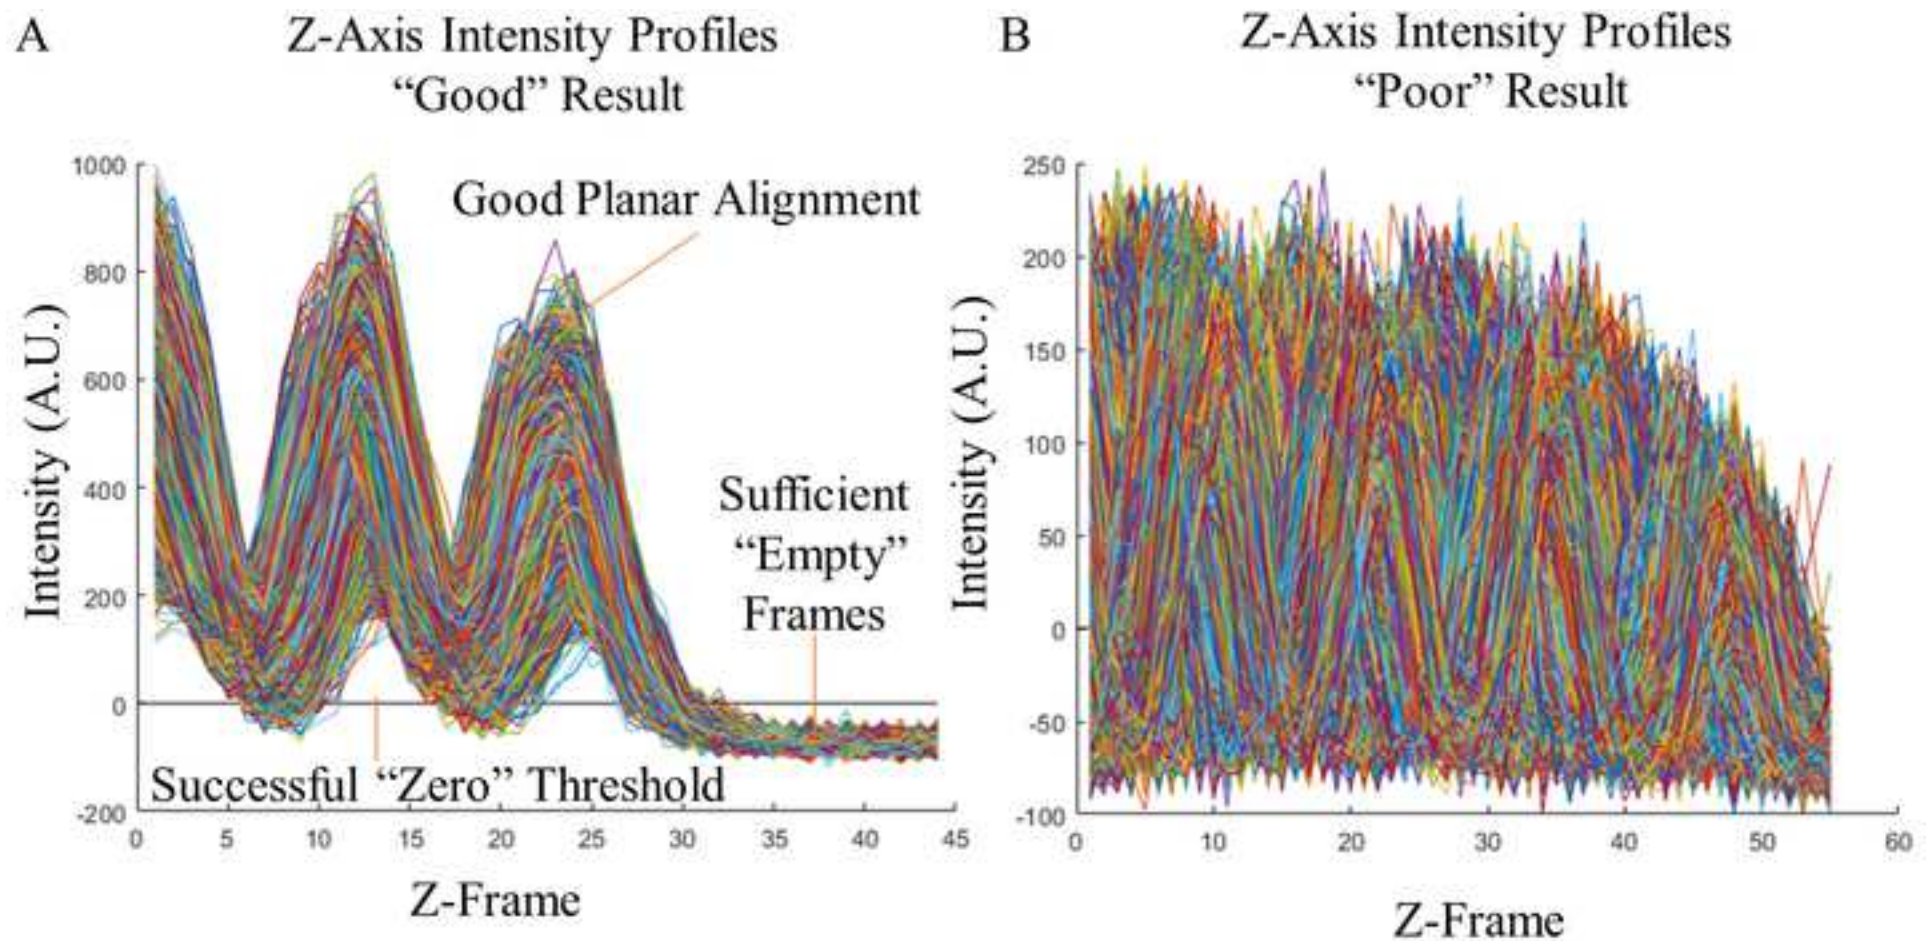 A
Z-Axis Intensity Profiles
“Good” Result
Intensity (A.U.)
1000
800
600
400
200
0
-200
Good Planar Alignment
Sufficient
“Empty”
Frames
Successful “Zero” Threshold
0 5 10 15 20 25 30 35 40 45
Z-Frame
B
Z-Axis Intensity Profiles
“Poor” Result
Intensity (A.U.)
250
200
150
100
50
0
-50
-100
0 10 20 30 40 50 60
Z-Frame